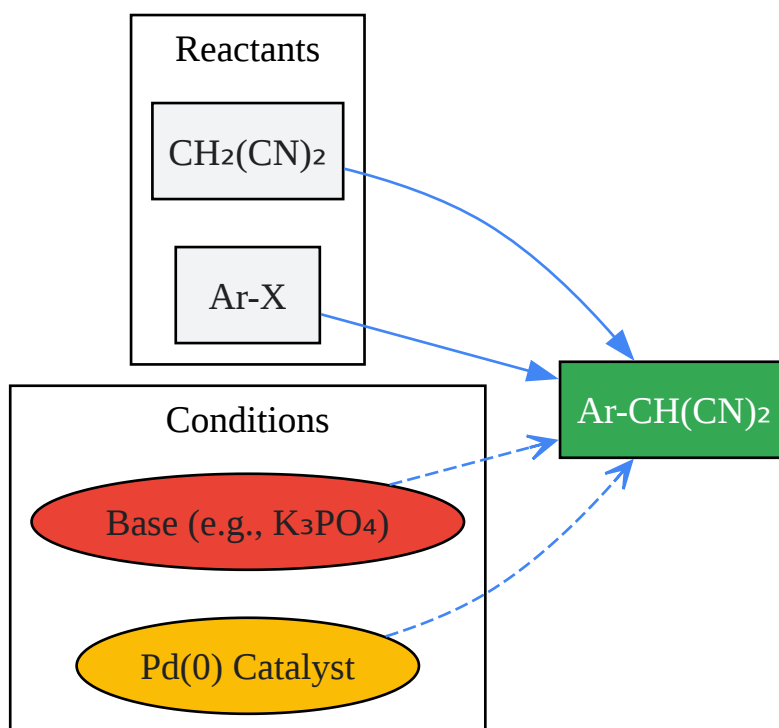 Reactants
CH₂(CN)₂
Ar-X
Ar-CH(CN)₂
Conditions
Base (e.g., K₃PO₄)
Pd(0) Catalyst